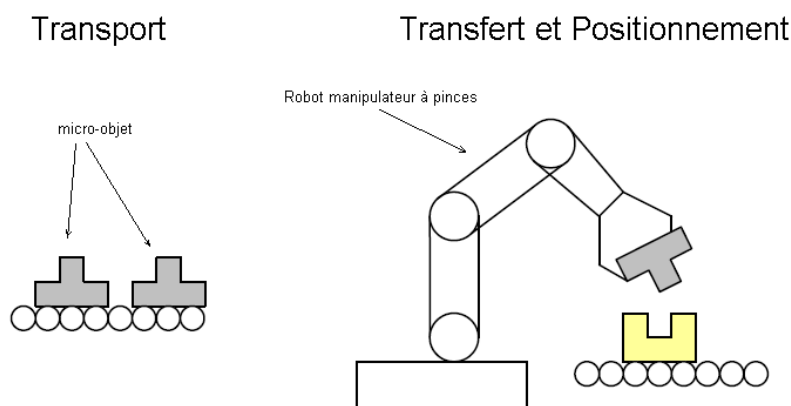 Transport
Transfert et Positionnement
Robot manipulateur à pinces
micro-objet